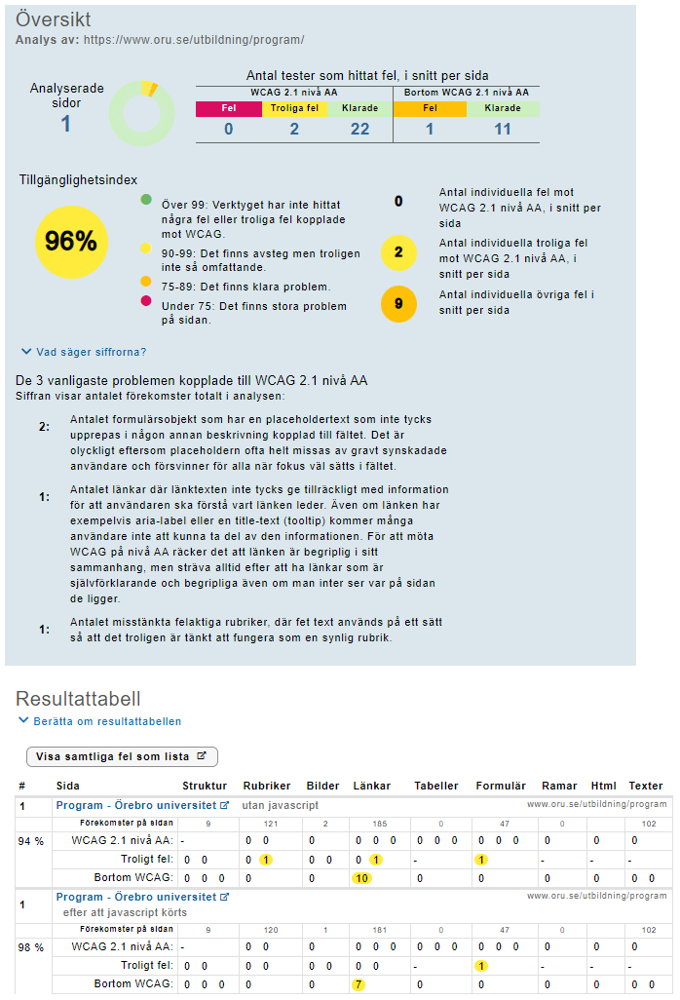 Översikt
Analys av: https://www.oru.se/utbildning/program/
Analyserade
sidor
1
Antal tester som hittat fel, i snitt per sida
WCAG 2.1 nivå AA Bortom WCAG 2.1 nivå AA
Fel Troliga fel Klarade Fel Klarade
0 2 22 1 11
Tillgänglighetsindex
96%
Över 99: Verktyget har inte hittat
några fel eller troliga fel kopplade
mot WCAG.
90-99: Det finns avsteg men troligen
inte så omfattande.
75-89: Det finns klara problem.
Under 75: Det finns stora problem
på sidan.
0 Antal individuella fel mot
WCAG 2.1 nivå AA, i snitt per
sida
2 Antal individuella troliga fel
mot WCAG 2.1 nivå AA, i
snitt per sida
9 Antal individuella övriga fel i
snitt per sida
Vad säger siffrorna?
De 3 vanligaste problemen kopplade till WCAG 2.1 nivå AA
Siffran visar antalet förekomster totalt i analysen:
2: Antalet formulärsobjekt som har en placeholdertext som inte tycks
upprepas i någon annan beskrivning kopplad till fältet. Det är
olyckligt eftersom placeholdern ofta helt missas av gravt synskadade
användare och försvinner för alla när fokus väl sätts i fältet.
1: Antalet länkar där länktexten inte tycks ge tillräckligt med information
för att användaren ska förstå vart länken leder. Även om länken har
exempelvis aria-label eller en title-text (tooltip) kommer många
användare inte att kunna ta del av den informationen. För att möta
WCAG på nivå AA räcker det att länken är begriplig i sitt
sammanhang, men sträva alltid efter att ha länkar som är
självförklarande och begripliga även om man inter ser var på sidan
de ligger.
1: Antalet misstänkta felaktiga rubriker, där fet text används på ett sätt
så att det troligen är tänkt att fungera som en synlig rubrik.
Resultattabell
Berätta om resultattabellen
Visa samtliga fel som lista
# Sida Struktur Rubriker Bilder Länkar Tabeller Formulär Ramar Html Texter
1 Program - Örebro universitet utan javascript www.oru.se/utbildning/program
Förekomster på sidan 9 121 2 185 0 47 0 102
94 % WCAG 2.1 nivå AA: - 0 0 0 0 0 0 0 0 0 0 0 0 0 0 0
Troligt fel: 0 0 0 1 0 0 0 1 - 1 - -
Bortom WCAG: 0 0 0 0 0 10 0 0 0 0 0 0
1 Program - Örebro universitet www.oru.se/utbildning/program
efter att javascript körts
Förekomster på sidan 9 120 1 181 0 47 0 102
98 % WCAG 2.1 nivå AA: - 0 0 0 0 0 0 0 0 0 0 0 0 0 0 0
Troligt fel: 0 0 0 0 0 0 0 0 - 1 - -
Bortom WCAG: 0 0 0 0 0 7 0 0 0 0 0 0